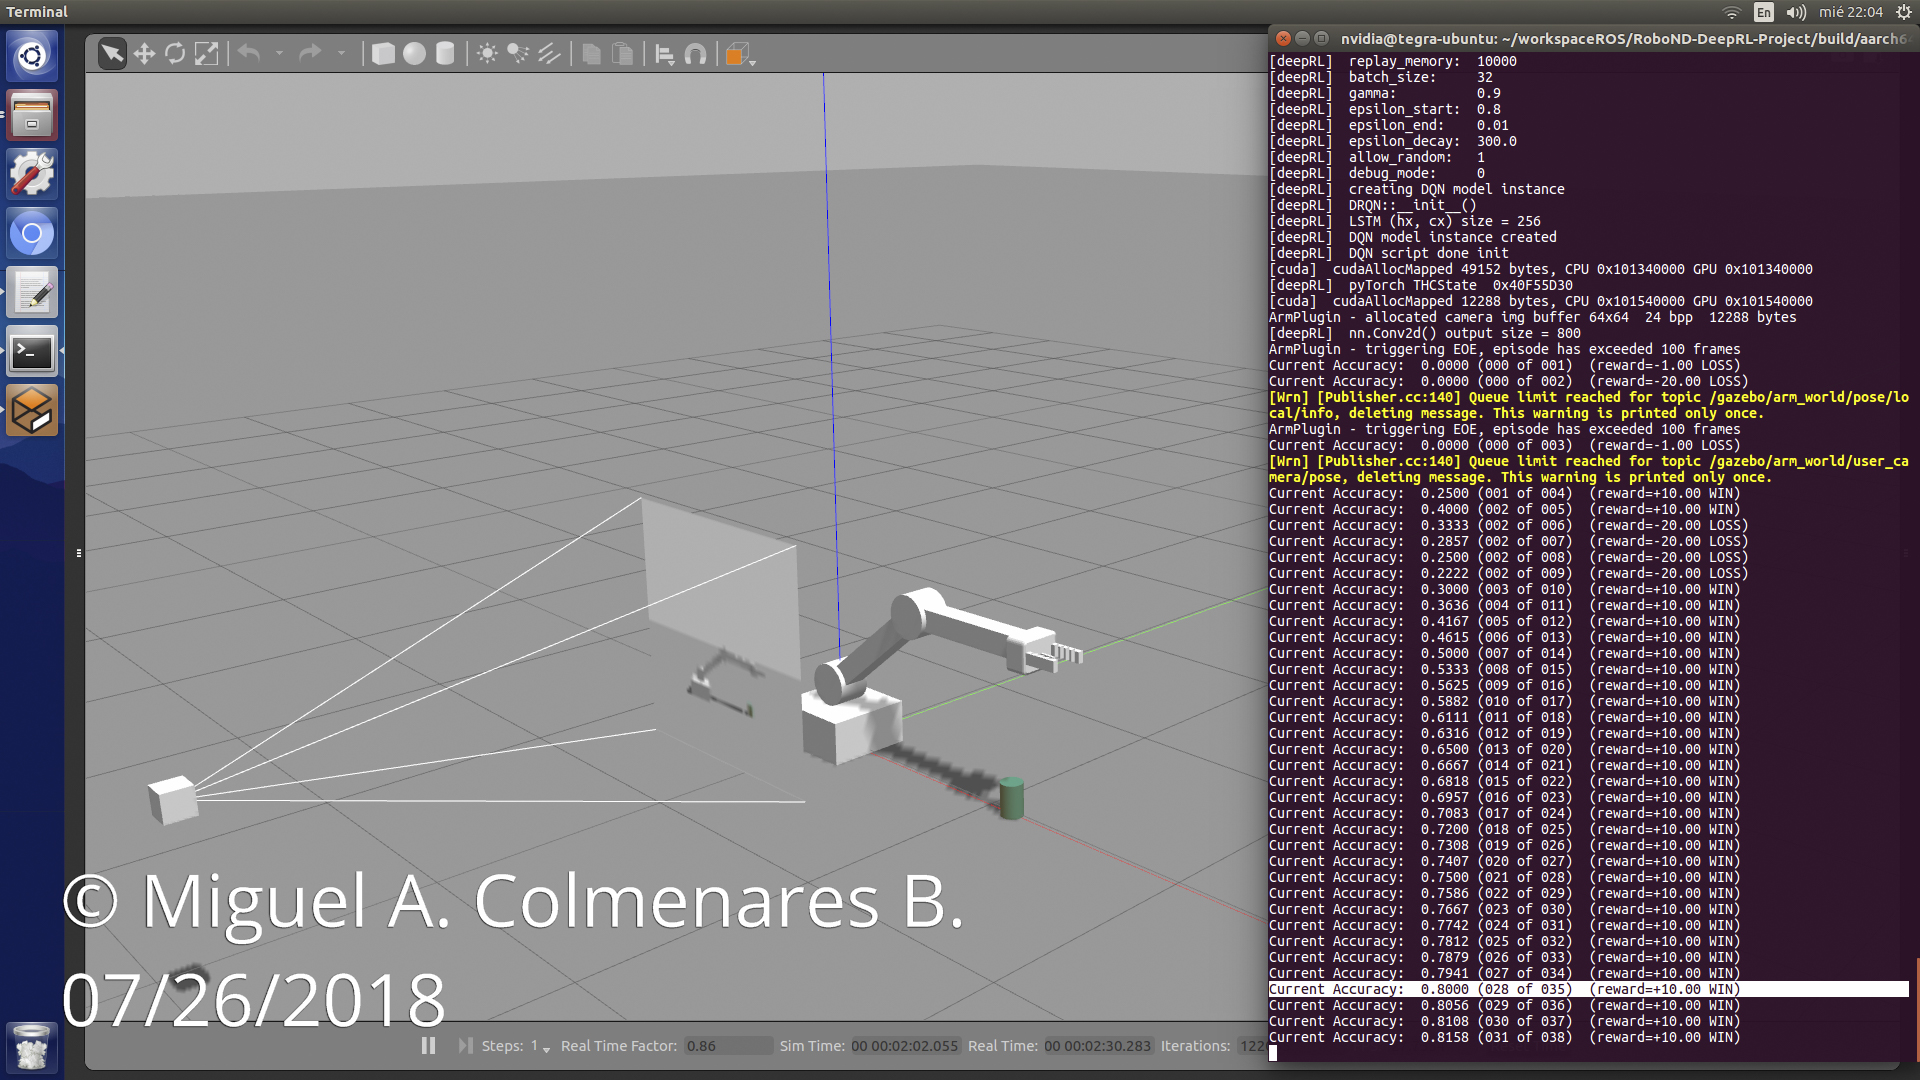 Terminal
En
mié 22:04
nvidia@tegra-ubuntu: ~/workspaceROS/RoboND-DeepRL-Project/build/aarch6
[deepRL]  replay_memory:  10000
[deepRL]  batch_size:     32
[deepRL]  gamma:          0.9
[deepRL]  epsilon_start:  0.8
[deepRL]  epsilon_end:    0.01
[deepRL]  epsilon_decay:  300.0
[deepRL]  allow_random:   1
[deepRL]  debug_mode:     0
[deepRL]  creating DQN model instance
[deepRL]  DRQN::__init__()
[deepRL]  LSTM (hx, cx) size = 256
[deepRL]  DQN model instance created
[deepRL]  DQN script done init
[cuda]  cudaAllocMapped 49152 bytes, CPU 0x101340000 GPU 0x101340000
[deepRL]  pyTorch THCState  0x40F55D30
[cuda]  cudaAllocMapped 12288 bytes, CPU 0x101540000 GPU 0x101540000
ArmPlugin - allocated camera img buffer 64x64  24 bpp  12288 bytes
[deepRL]  nn.Conv2d() output size = 800
ArmPlugin - triggering EOE, episode has exceeded 100 frames
Current Accuracy:  0.0000 (000 of 001)  (reward=-1.00 LOSS)
Current Accuracy:  0.0000 (000 of 002)  (reward=-20.00 LOSS)
[Wrn] [Publisher.cc:140] Queue limit reached for topic /gazebo/arm_world/pose/lo
cal/info, deleting message. This warning is printed only once.
ArmPlugin - triggering EOE, episode has exceeded 100 frames
Current Accuracy:  0.0000 (000 of 003)  (reward=-1.00 LOSS)
[Wrn] [Publisher.cc:140] Queue limit reached for topic /gazebo/arm_world/user_ca
mera/pose, deleting message. This warning is printed only once.
Current Accuracy:  0.2500 (001 of 004)  (reward=+10.00 WIN)
Current Accuracy:  0.4000 (002 of 005)  (reward=+10.00 WIN)
Current Accuracy:  0.3333 (002 of 006)  (reward=-20.00 LOSS)
Current Accuracy:  0.2857 (002 of 007)  (reward=-20.00 LOSS)
Current Accuracy:  0.2500 (002 of 008)  (reward=-20.00 LOSS)
Current Accuracy:  0.2222 (002 of 009)  (reward=-20.00 LOSS)
Current Accuracy:  0.3000 (003 of 010)  (reward=+10.00 WIN)
Current Accuracy:  0.3636 (004 of 011)  (reward=+10.00 WIN)
Current Accuracy:  0.4167 (005 of 012)  (reward=+10.00 WIN)
Current Accuracy:  0.4615 (006 of 013)  (reward=+10.00 WIN)
Current Accuracy:  0.5000 (007 of 014)  (reward=+10.00 WIN)
Current Accuracy:  0.5333 (008 of 015)  (reward=+10.00 WIN)
Current Accuracy:  0.5625 (009 of 016)  (reward=+10.00 WIN)
Current Accuracy:  0.5882 (010 of 017)  (reward=+10.00 WIN)
Current Accuracy:  0.6111 (011 of 018)  (reward=+10.00 WIN)
Current Accuracy:  0.6316 (012 of 019)  (reward=+10.00 WIN)
Current Accuracy:  0.6500 (013 of 020)  (reward=+10.00 WIN)
Current Accuracy:  0.6667 (014 of 021)  (reward=+10.00 WIN)
Current Accuracy:  0.6818 (015 of 022)  (reward=+10.00 WIN)
Current Accuracy:  0.6957 (016 of 023)  (reward=+10.00 WIN)
Current Accuracy:  0.7083 (017 of 024)  (reward=+10.00 WIN)
Current Accuracy:  0.7200 (018 of 025)  (reward=+10.00 WIN)
Current Accuracy:  0.7308 (019 of 026)  (reward=+10.00 WIN)
Current Accuracy:  0.7407 (020 of 027)  (reward=+10.00 WIN)
Current Accuracy:  0.7500 (021 of 028)  (reward=+10.00 WIN)
Current Accuracy:  0.7586 (022 of 029)  (reward=+10.00 WIN)
Current Accuracy:  0.7667 (023 of 030)  (reward=+10.00 WIN)
Current Accuracy:  0.7742 (024 of 031)  (reward=+10.00 WIN)
Current Accuracy:  0.7812 (025 of 032)  (reward=+10.00 WIN)
Current Accuracy:  0.7879 (026 of 033)  (reward=+10.00 WIN)
Current Accuracy:  0.7941 (027 of 034)  (reward=+10.00 WIN)
Current Accuracy:  0.8000 (028 of 035)  (reward=+10.00 WIN)
Current Accuracy:  0.8056 (029 of 036)  (reward=+10.00 WIN)
Current Accuracy:  0.8108 (030 of 037)  (reward=+10.00 WIN)
Current Accuracy:  0.8158 (031 of 038)  (reward=+10.00 WIN)
© Miguel A. Colmenares B.
07/26/2018
Steps: 1 Real Time Factor: 0.86 Sim Time: 00 00:02:02.055 Real Time: 00 00:02:30.283 Iterations: